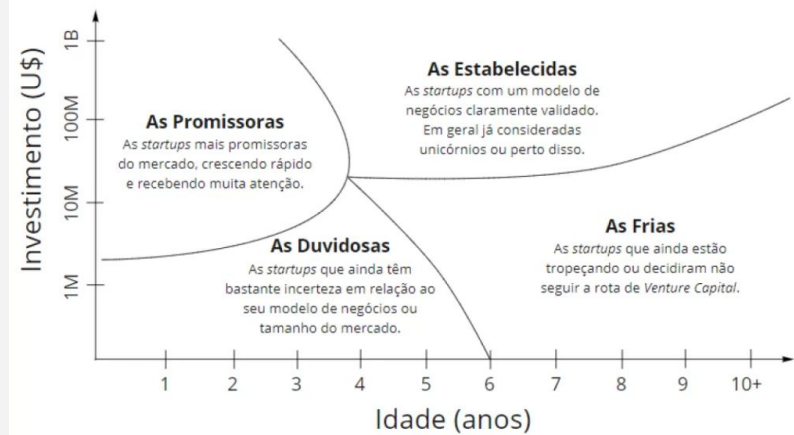 Investimento (U$)
1B
100M
10M
1M
As Promissoras
As startups mais promissoras
do mercado, crescendo rápido
e recebendo muita atenção.
As Estabelecidas
As startups com um modelo de
negócios claramente validado.
Em geral já consideradas
unicórnios ou perto disso.
As Duvidosas
As startups que ainda têm
bastante incerteza em relação ao
seu modelo de negócios ou
tamanho do mercado.
As Frias
As startups que ainda estão
tropeçando ou decidiram não
seguir a rota de Venture Capital.
1 2 3 4 5 6 7 8 9 10+
Idade (anos)